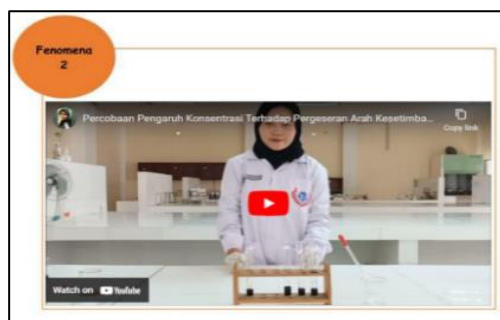 Fenomena
2
Percobaan Pengaruh Konsentrasi Terhadap Pergeseran Arah Kesetimba...
Copy link
Watch on YouTube